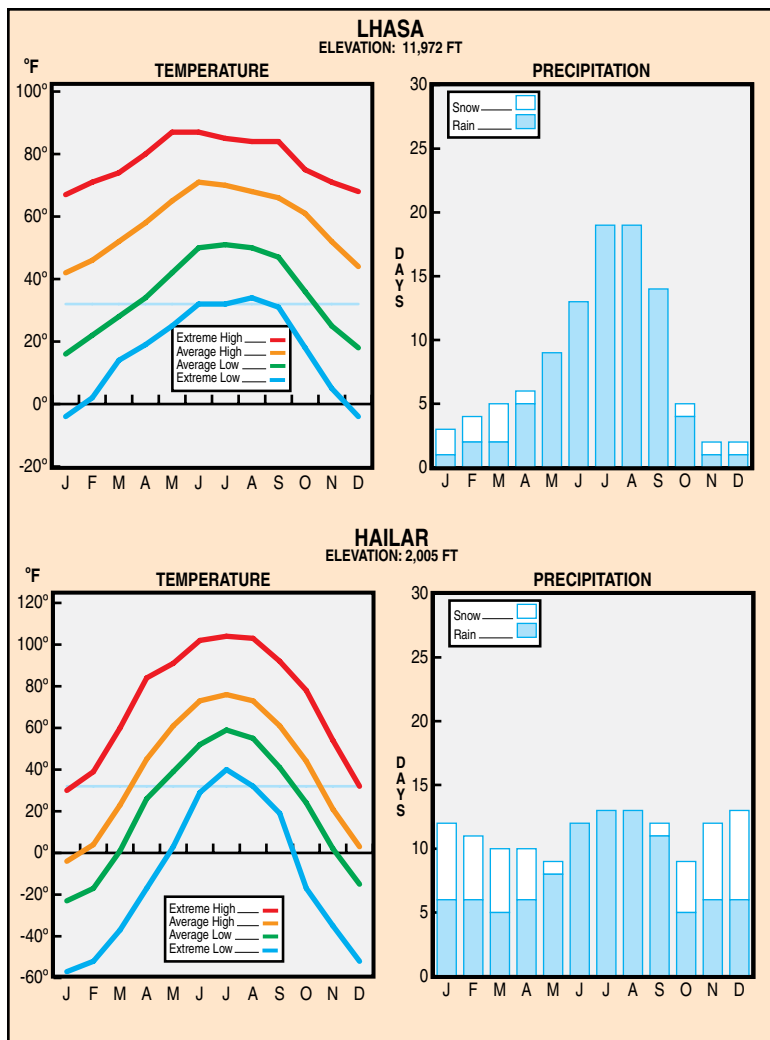 LHASA
ELEVATION: 11,972 FT
°F
TEMPERATURE
100°
80°
60°
40°
20°
0°
-20°
Extreme High
Average High
Average Low
Extreme Low
J F M A M J J A S O N D
PRECIPITATION
30
25
20
15
10
5
0
DAYS
Snow
Rain
J F M A M J J A S O N D
HAILAR
ELEVATION: 2,005 FT
°F
TEMPERATURE
120°
100°
80°
60°
40°
20°
0°
-20°
-40°
-60°
Extreme High
Average High
Average Low
Extreme Low
J F M A M J J A S O N D
PRECIPITATION
30
25
20
15
10
5
0
DAYS
Snow
Rain
J F M A M J J A S O N D